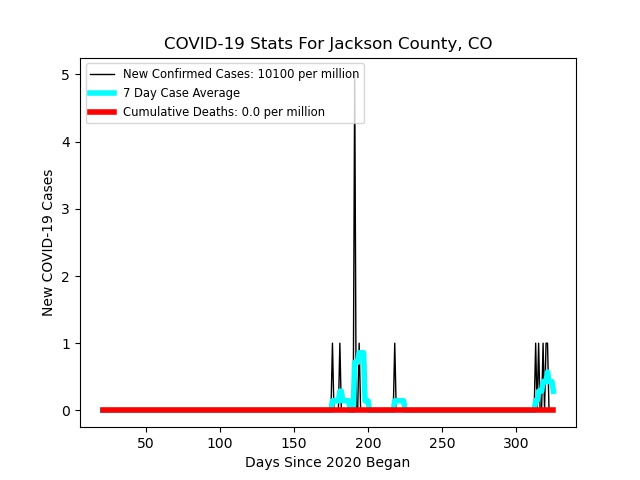 COVID-19 Stats For Jackson County, CO
New Confirmed Cases: 10100 per million
7 Day Case Average
Cumulative Deaths: 0.0 per million
New COVID-19 Cases
5
4
3
2
1
0
50 100 150 200 250 300
Days Since 2020 Began